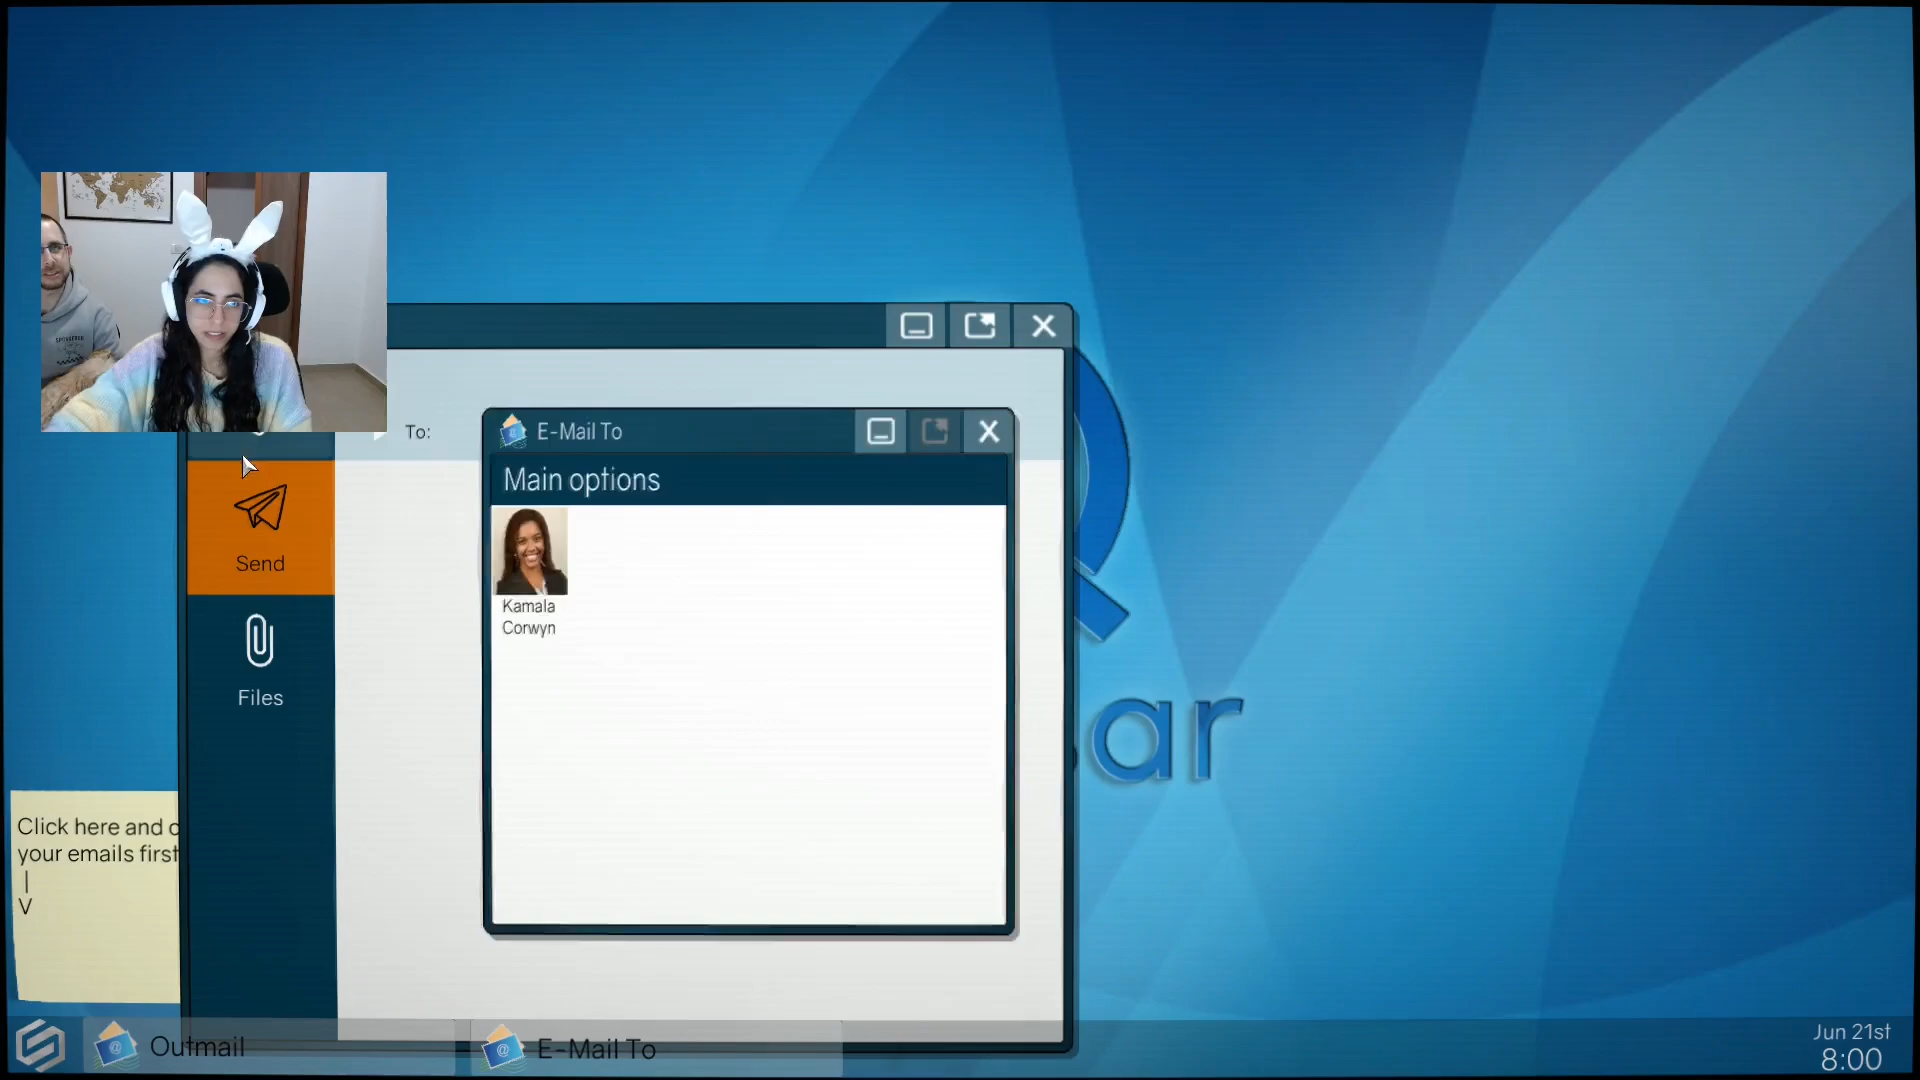 To:
E-Mail To
Main options
Send
Kamala
Corwyn
Files
ar
Click here and c
your emails first
|
V
Outmail
E-Mail To
Jun 21st
8:00